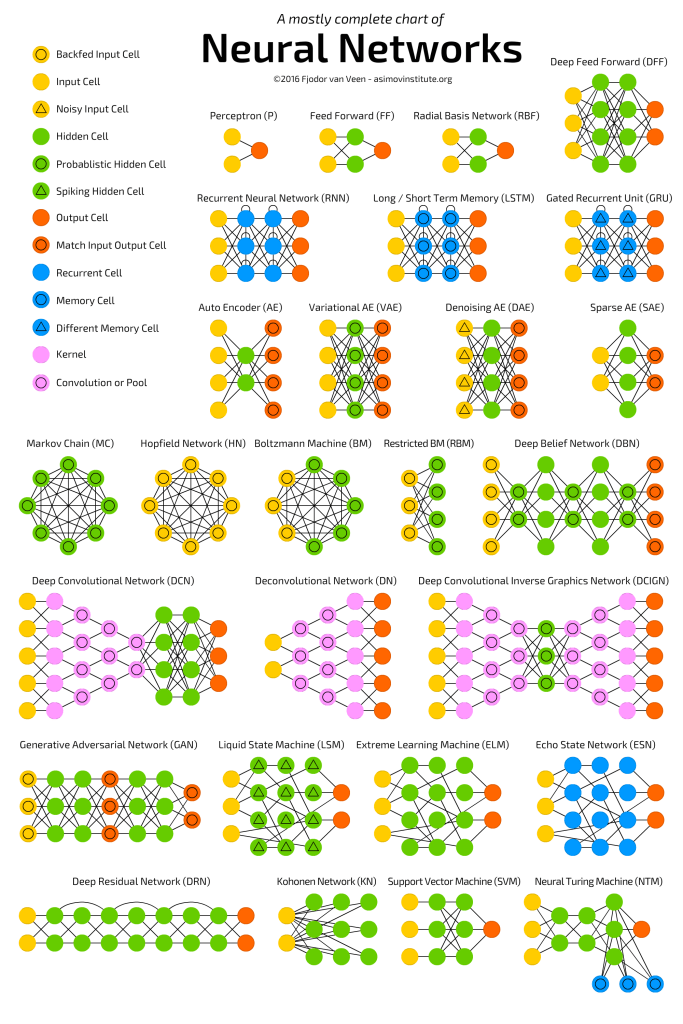 A mostly complete chart of
Neural Networks
©2016 Fjodor van Veen - asimovinstitute.org
Backfed Input Cell
Input Cell
Noisy Input Cell
Hidden Cell
Probablistic Hidden Cell
Spiking Hidden Cell
Output Cell
Match Input Output Cell
Recurrent Cell
Memory Cell
Different Memory Cell
Kernel
Convolution or Pool
Deep Feed Forward (DFF)
Perceptron (P)
Feed Forward (FF)
Radial Basis Network (RBF)
Recurrent Neural Network (RNN)
Long / Short Term Memory (LSTM)
Gated Recurrent Unit (GRU)
Auto Encoder (AE)
Variational AE (VAE)
Denoising AE (DAE)
Sparse AE (SAE)
Markov Chain (MC)
Hopfield Network (HN)
Boltzmann Machine (BM)
Restricted BM (RBM)
Deep Belief Network (DBN)
Deep Convolutional Network (DCN)
Deconvolutional Network (DN)
Deep Convolutional Inverse Graphics Network (DCIGN)
Generative Adversarial Network (GAN)
Liquid State Machine (LSM)
Extreme Learning Machine (ELM)
Echo State Network (ESN)
Deep Residual Network (DRN)
Kohonen Network (KN)
Support Vector Machine (SVM)
Neural Turing Machine (NTM)